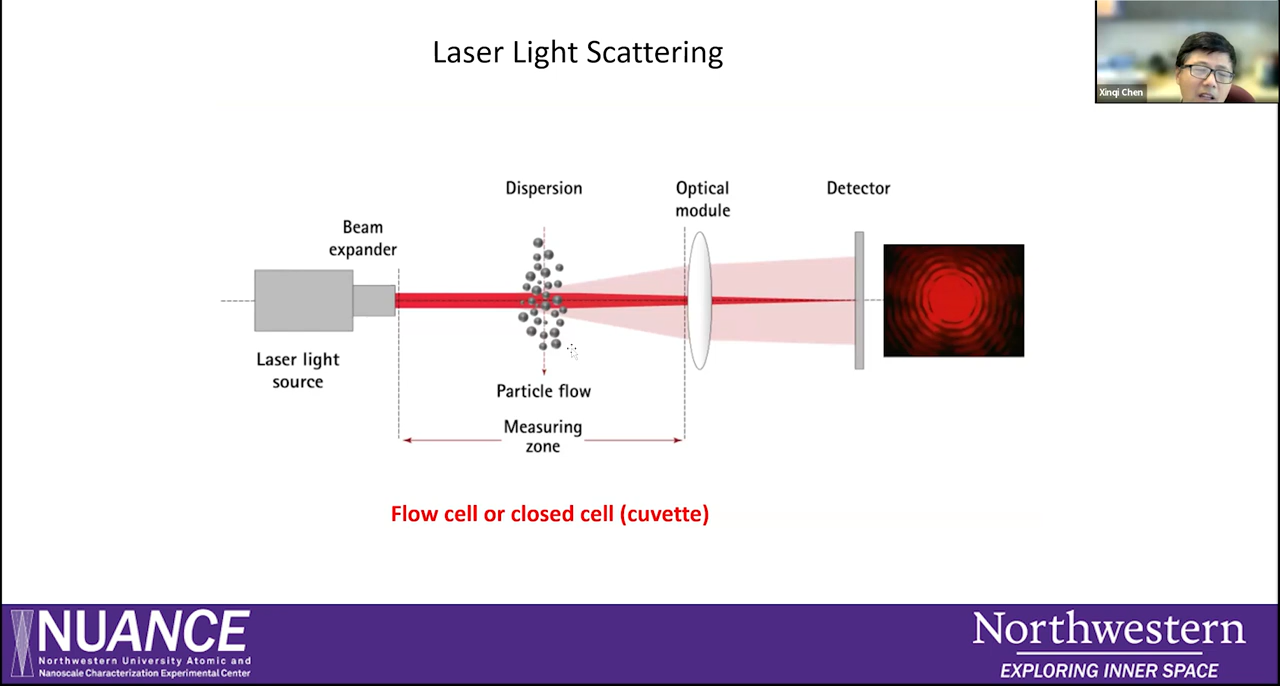 Laser Light Scattering
Xinqi Chen
Dispersion
Optical
module
Detector
Beam
expander
Laser light
source
Particle flow
Measuring
zone
Flow cell or closed cell (cuvette)
NUANCE
Northwestern University Atomic and
Nanoscale Characterization Experimental Center
Northwestern
EXPLORING INNER SPACE